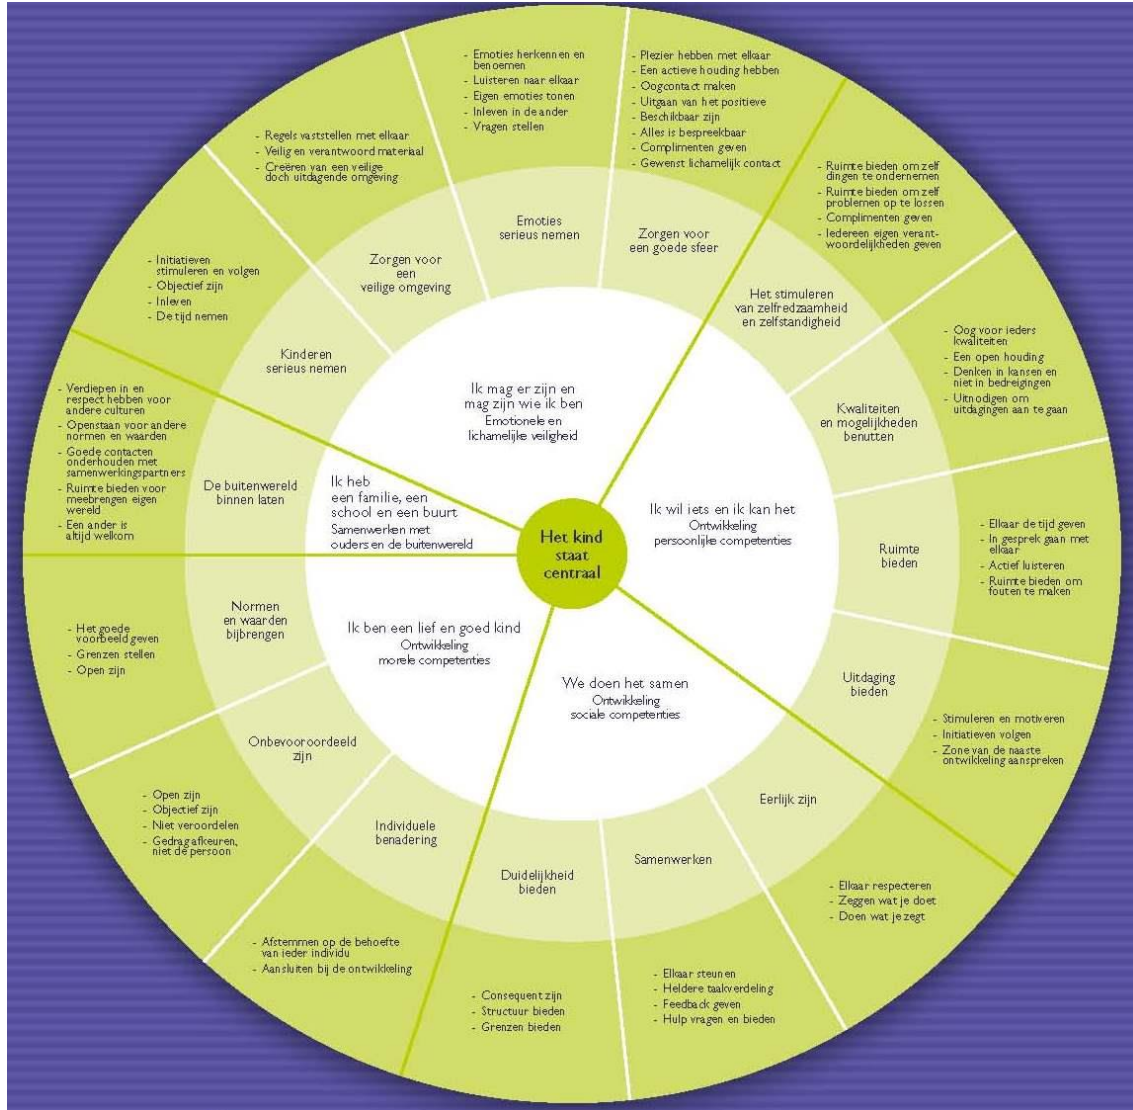 Het kind
staat
centraal
Ik mag er zijn en
mag zijn wie ik ben
Emotionele en
lichamelijke veiligheid
Kinderen
serieus nemen
- Initiatieven
stimuleren en volgen
- Objectief zijn
- Inleven
- De tijd nemen
Zorgen voor
een
veilige omgeving
- Regels vaststellen met elkaar
- Veilig en verantwoord materiaal
- Creëren van een veilige
doch uitdagende omgeving
Emoties
serieus nemen
- Emoties herkennen en
benoemen
- Luisteren naar elkaar
- Eigen emoties tonen
- Inleven in de ander
- Vragen stellen
Zorgen voor
een goede sfeer
- Plezier hebben met elkaar
- Een actieve houding hebben
- Oogcontact maken
- Uitgaan van het positieve
- Beschikbaar zijn
- Alles is bespreekbaar
- Complimenten geven
- Gewenst lichamelijk contact
Ik wil iets en ik kan het
Ontwikkeling
persoonlijke competenties
Het stimuleren
van zelfredzaamheid
en zelfstandigheid
- Ruimte bieden om zelf
dingen te ondernemen
- Ruimte bieden om zelf
problemen op te lossen
- Complimenten geven
- Iedereen eigen verant-
woordelijkheden geven
Kwaliteiten
en mogelijkheden
benutten
- Oog voor ieders
kwaliteiten
- Een open houding
- Denken in kansen en
niet in bedreigingen
- Uitnodigen om
uitdagingen aan te gaan
Ruimte
bieden
- Elkaar de tijd geven
- In gesprek gaan met
elkaar
- Actief luisteren
- Ruimte bieden om
fouten te maken
Uitdaging
bieden
- Stimuleren en motiveren
- Initiatieven volgen
- Zone van de naaste
ontwikkeling aanspreken
We doen het samen
Ontwikkeling
sociale competenties
Eerlijk zijn
- Elkaar respecteren
- Zeggen wat je doet
- Doen wat je zegt
Samenwerken
- Elkaar steunen
- Heldere taakverdeling
- Feedback geven
- Hulp vragen en bieden
Duidelijkheid
bieden
- Consequent zijn
- Structuur bieden
- Grenzen bieden
Ik ben een lief en goed kind
Ontwikkeling
morele competenties
Individuele
benadering
- Afstemmen op de behoefte
van ieder individu
- Aansluiten bij de ontwikkeling
Onbevooroordeeld
zijn
- Open zijn
- Objectief zijn
- Niet veroordelen
- Gedrag afkeuren,
niet de persoon
Normen
en waarden
bijbrengen
- Het goede
voorbeeld geven
- Grenzen stellen
- Open zijn
Ik heb
een familie, een
school en een buurt
Samenwerken met
ouders en de buitenwereld
De buitenwereld
binnen laten
- Verdiepen in en
respect hebben voor
andere culturen
- Openstaan voor andere
normen en waarden
- Goede contacten
onderhouden met
samenwerkingspartners
- Ruimte bieden voor
meebrengen eigen
wereld
- Een ander is
altijd welkom